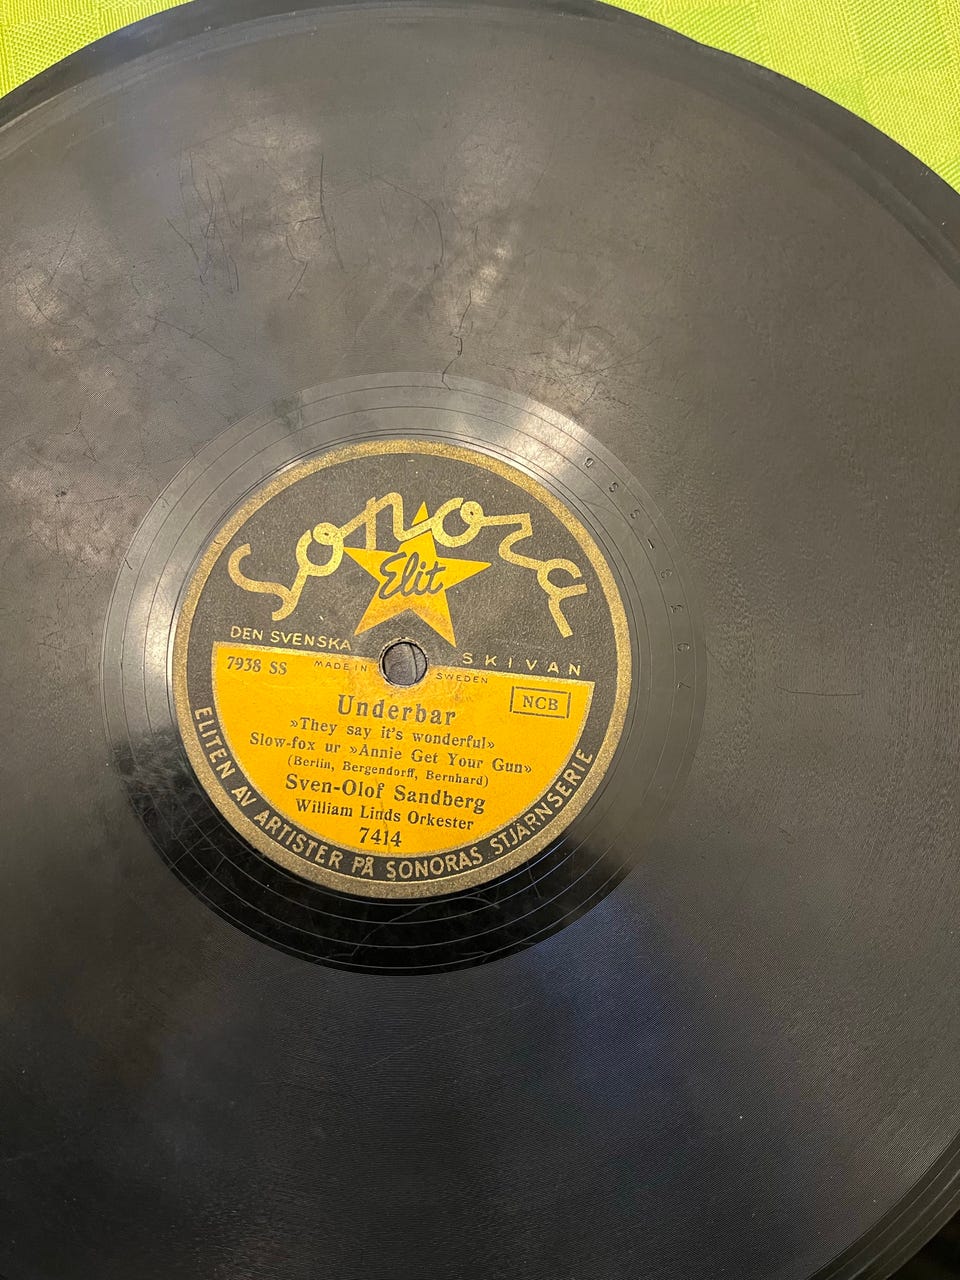 Sonora
Elit
DEN SVENSKA SKIVAN
7938 SS
MADE IN SWEDEN
NCB
Underbar
»They say it's wonderful»
Slow-fox ur »Annie Get Your Gun»
(Berlin, Bergendorff, Bernhard)
Sven-Olof Sandberg
William Linds Orkester
7414
ELITEN AV ARTISTER PÅ SONORAS STJÄRNSERIE